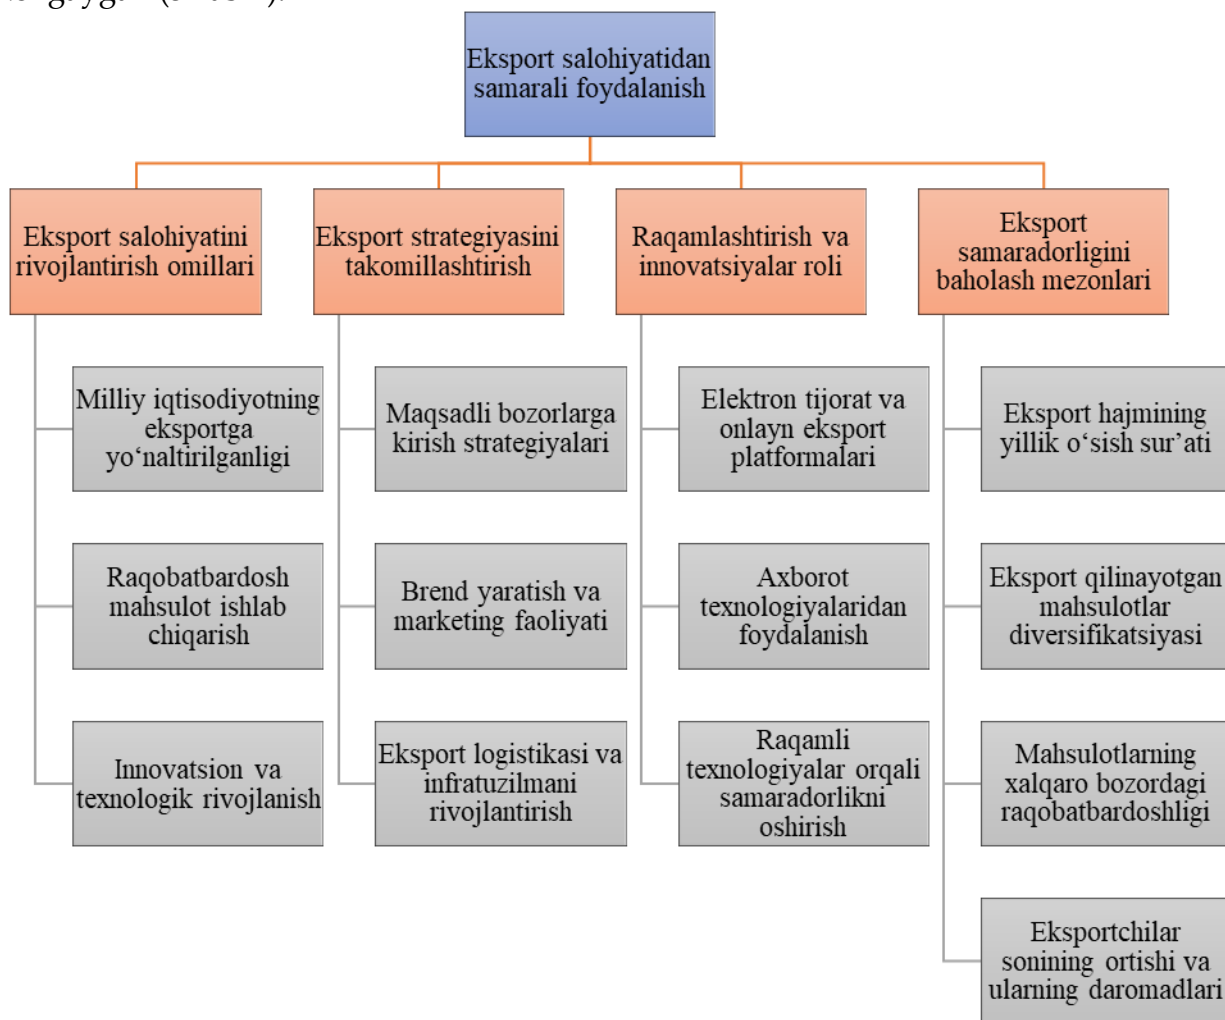 Eksport salohiyatidan
samarali foydalanish
Eksport salohiyatini
rivojlantirish omillari
Milliy iqtisodiyotning
eksportga
yo‘naltirilganligi
Raqobatbardosh
mahsulot ishlab
chiqarish
Innovatsion va
texnologik rivojlanish
Eksport strategiyasini
takomillashtirish
Maqsadli bozorlarga
kirish strategiyalari
Brend yaratish va
marketing faoliyati
Eksport logistikasi va
infratuzilmani
rivojlantirish
Raqamlashtirish va
innovatsiyalar roli
Elektron tijorat va
onlayn eksport
platformalari
Axborot
texnologiyalaridan
foydalanish
Raqamli
texnologiyalar orqali
samaradorlikni
oshirish
Eksport
samaradorligini
baholash mezonlari
Eksport hajmining
yillik o‘sish sur’ati
Eksport qilinayotgan
mahsulotlar
diversifikatsiyasi
Mahsulotlarning
xalqaro bozordagi
raqobatbardoshligi
Eksportchilar
sonining ortishi va
ularning daromadlari